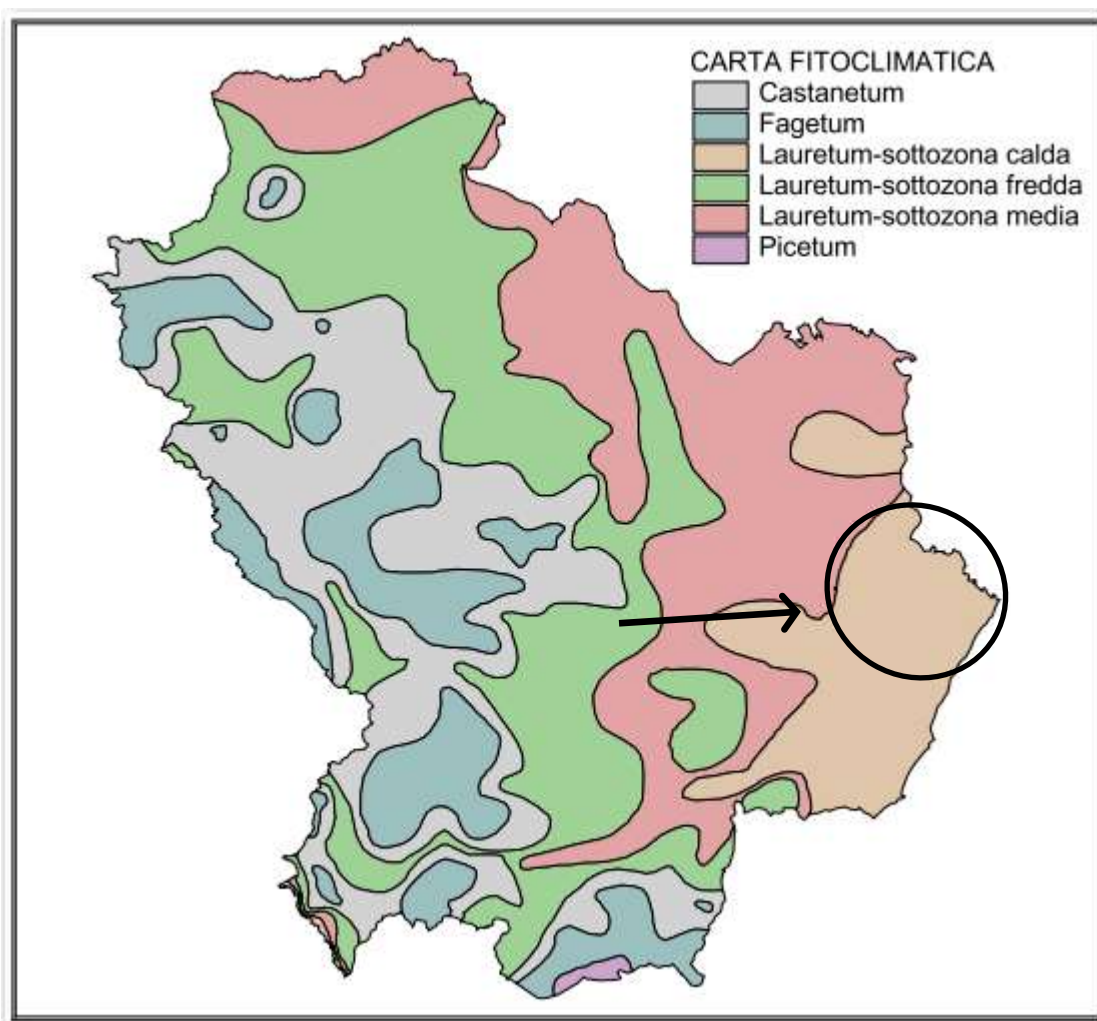 CARTA FITOCLIMATICA
Castanetum
Fagetum
Lauretum-sottozona calda
Lauretum-sottozona fredda
Lauretum-sottozona media
Picetum